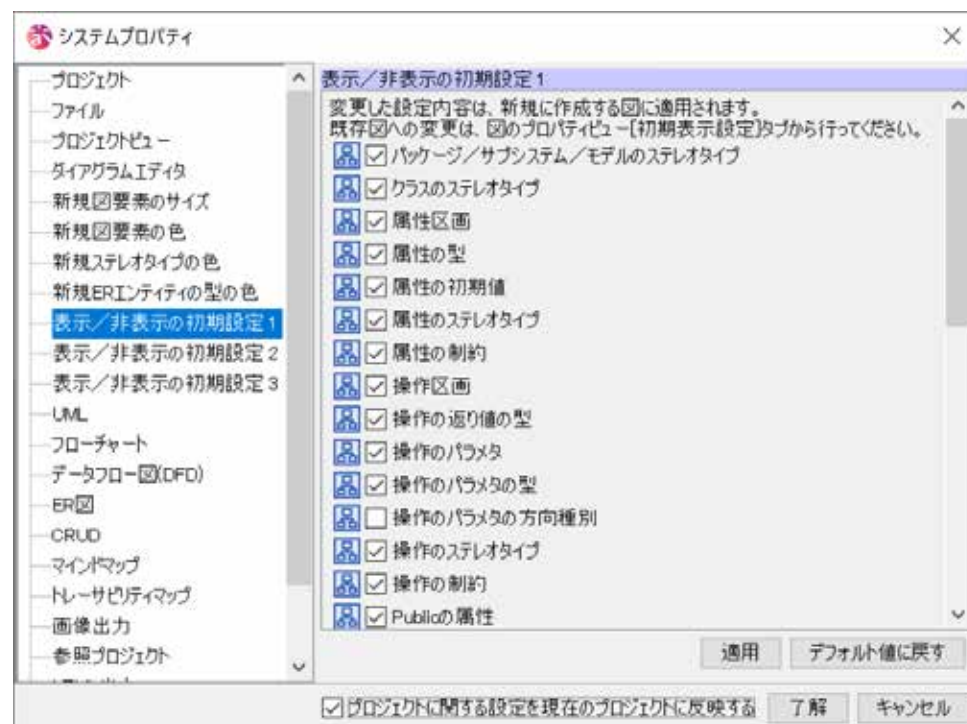 システムプロパティ
プロジェクト
ファイル
プロジェクトビュー
ダイアグラムエディタ
新規図要素のサイズ
新規図要素の色
新規ステレオタイプの色
新規ERエンティティの型の色
表示／非表示の初期設定1
表示／非表示の初期設定2
表示／非表示の初期設定3
UML
フローチャート
データフロー図(DFD)
ER図
CRUD
マインドマップ
トレーサビリティマップ
画像出力
参照プロジェクト
表示／非表示の初期設定1
変更した設定内容は、新規に作成する図に適用されます。
既存図への変更は、図のプロパティビュー[初期表示設定]タブから行ってください。
パッケージ／サブシステム／モデルのステレオタイプ
クラスのステレオタイプ
属性区画
属性の型
属性の初期値
属性のステレオタイプ
属性の制約
操作区画
操作の返り値の型
操作のパラメタ
操作のパラメタの型
操作のパラメタの方向種別
操作のステレオタイプ
操作の制約
Publicの属性
適用
デフォルト値に戻す
プロジェクトに関する設定を現在のプロジェクトに反映する
了解
キャンセル